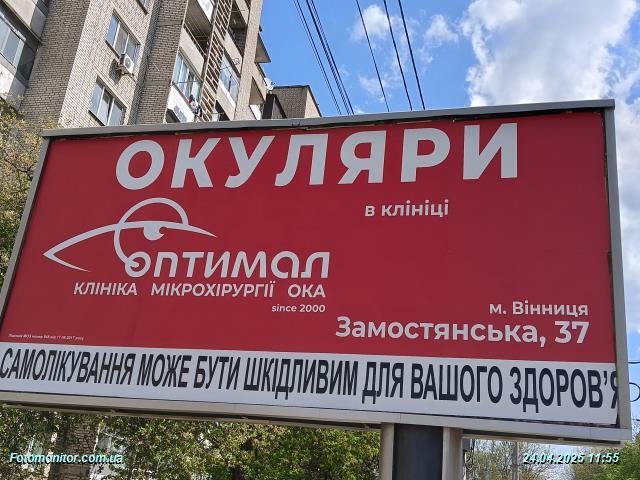 ОКУЛЯРИ
в клініці
оптимал
КЛІНІКА МІКРОХІРУРГІЇ ОКА
since 2000
м. Вінниця
Замостянська, 37
САМОЛІКУВАННЯ МОЖЕ БУТИ ШКІДЛИВИМ ДЛЯ ВАШОГО ЗДОРОВ'Я
Fotomonitor.com.ua
24.04.2025 11:55